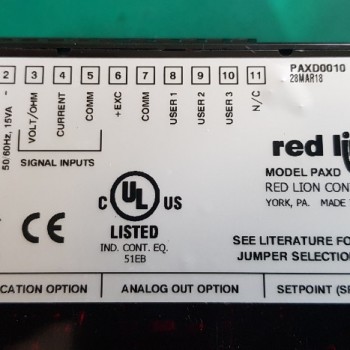 PAXD0010
28MAR18
2 3 4 5 6 7 8 9 10 11
50/60Hz, 15VA
VOLT/OHM
CURRENT
COMM
+EXC
COMM
USER 1
USER 2
USER 3
N/C
SIGNAL INPUTS
red li
MODEL PAXD
RED LION CON
YORK, PA. MADE
C UL US
LISTED
IND. CONT. EQ.
51EB
CE
SEE LITERATURE FO
JUMPER SELECTION
CATION OPTION
ANALOG OUT OPTION
SETPOINT (S